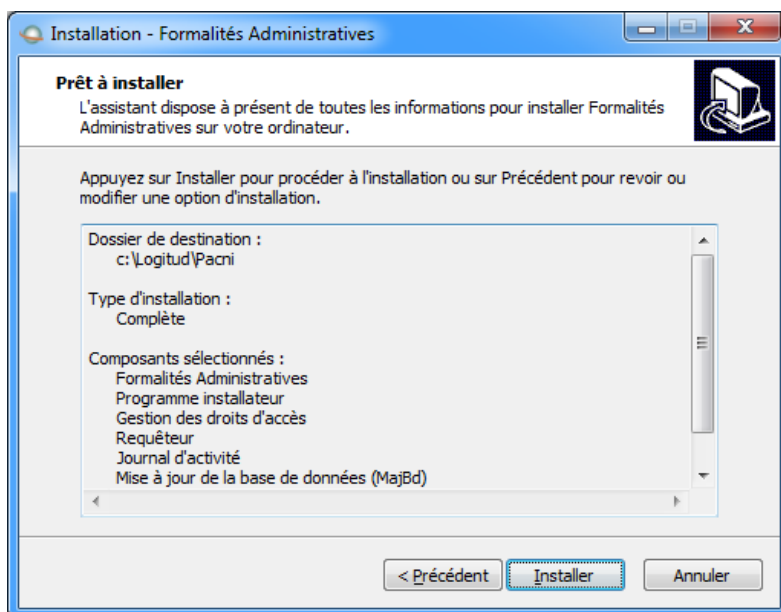 Installation - Formalités Administratives
Prêt à installer
L'assistant dispose à présent de toutes les informations pour installer Formalités
Administratives sur votre ordinateur.
Appuyez sur Installer pour procéder à l'installation ou sur Précédent pour revoir ou
modifier une option d'installation.
Dossier de destination :
c:\Logitud\Pacni
Type d'installation :
Complète
Composants sélectionnés :
Formalités Administratives
Programme installateur
Gestion des droits d'accès
Requêteur
Journal d'activité
Mise à jour de la base de données (MajBd)
< Précédent
Installer
Annuler